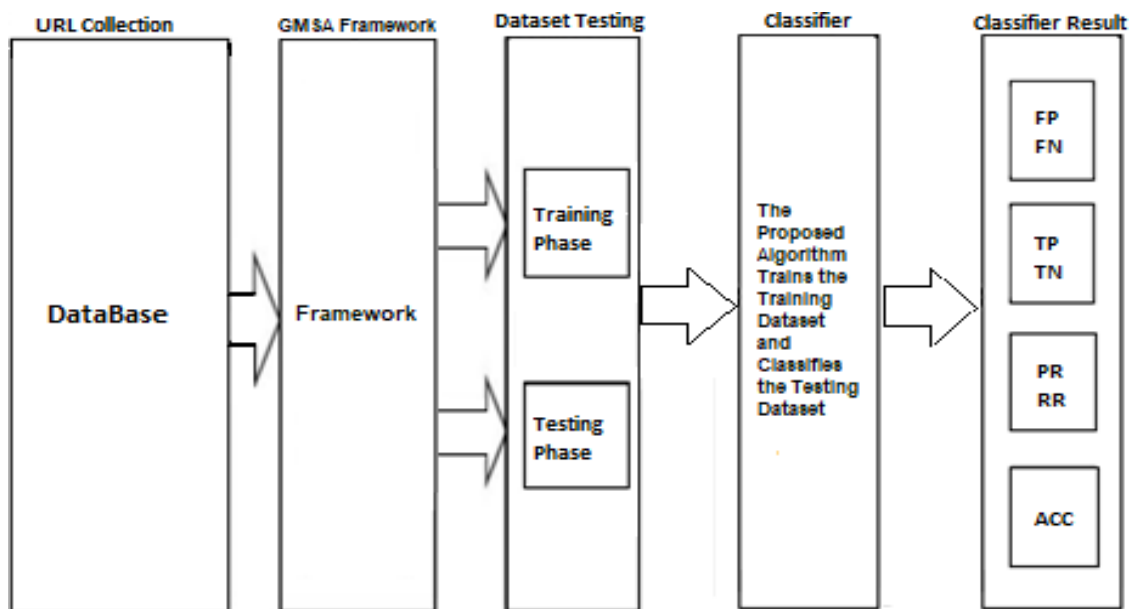 URL Collection
DataBase
GMSA Framework
Framework
Dataset Testing
Training
Phase
Testing
Phase
Classifier
The
Proposed
Algorithm
Trains the
Training
Dataset
and
Classifies
the Testing
Dataset
Classifier Result
FP
FN
TP
TN
PR
RR
ACC